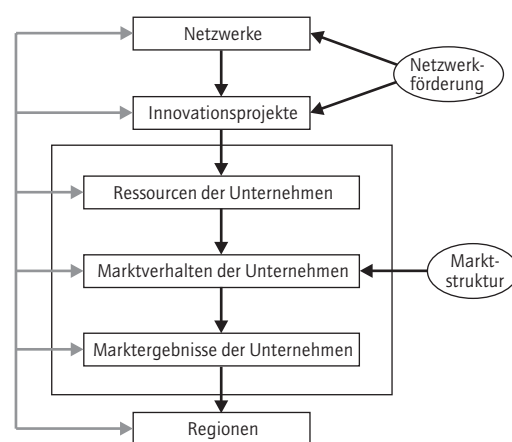 Netzwerke
Netzwerk-
förderung
Innovationsprojekte
Ressourcen der Unternehmen
Marktverhalten der Unternehmen
Markt-
struktur
Marktergebnisse der Unternehmen
Regionen